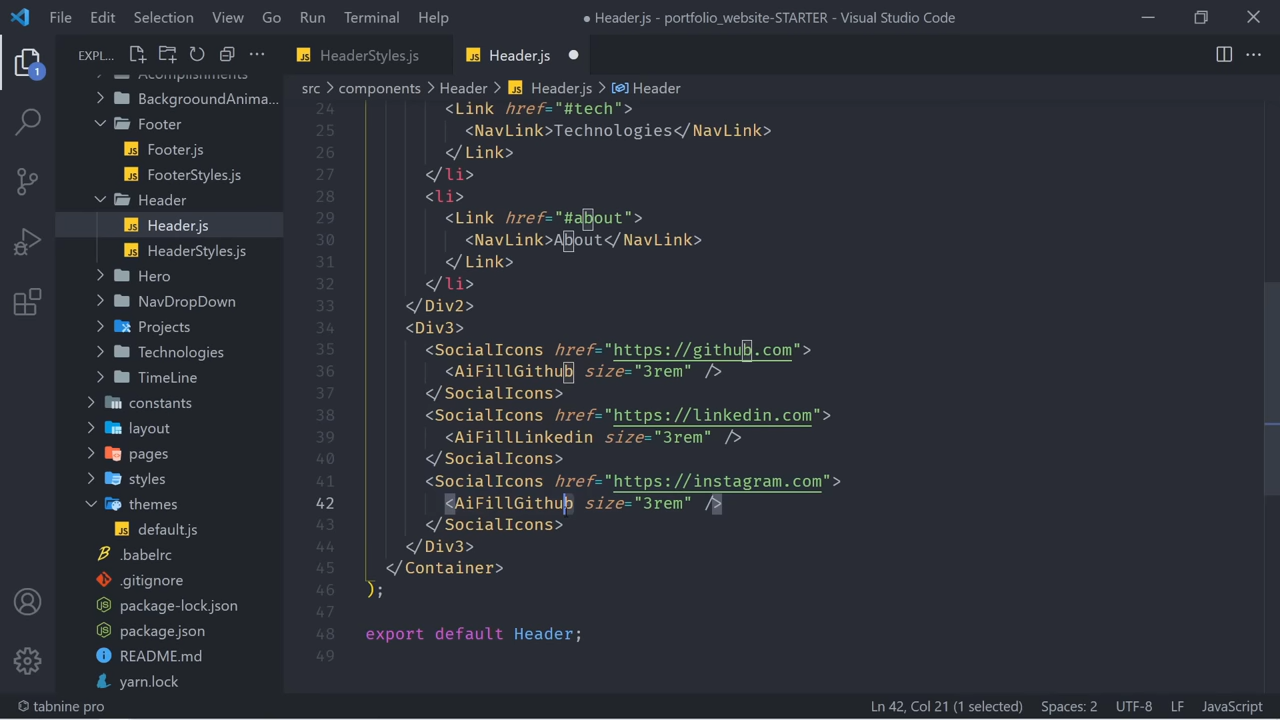 File Edit Selection View Go Run Terminal Help
● Header.js - portfolio_website-STARTER - Visual Studio Code
EXPL...
HeaderStyles.js
Header.js
src > components > Header > Header.js > Header
1
Acomplishments
BackgrooundAnima...
Footer
Footer.js
FooterStyles.js
Header
Header.js
HeaderStyles.js
Hero
NavDropDown
Projects
Technologies
TimeLine
constants
layout
pages
styles
themes
default.js
.babelrc
.gitignore
package-lock.json
package.json
README.md
yarn.lock
24 <Link href="#tech">
25 <NavLink>Technologies</NavLink>
26 </Link>
27 </li>
28 <li>
29 <Link href="#about">
30 <NavLink>About</NavLink>
31 </Link>
32 </li>
33 </Div2>
34 <Div3>
35 <SocialIcons href="https://github.com">
36 <AiFillGithub size="3rem" />
37 </SocialIcons>
38 <SocialIcons href="https://linkedin.com">
39 <AiFillLinkedin size="3rem" />
40 </SocialIcons>
41 <SocialIcons href="https://instagram.com">
42 <AiFillGithub size="3rem" />
43 </SocialIcons>
44 </Div3>
45 </Container>
46 );
47
48 export default Header;
49
tabnine pro
Ln 42, Col 21 (1 selected) Spaces: 2 UTF-8 LF JavaScript